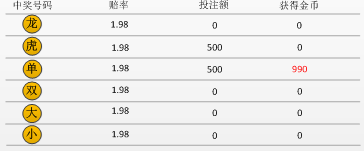 中奖号码 赔率 投注额 获得金币
龙 1.98 0 0
虎 1.98 500 0
单 1.98 500 990
双 1.98 0 0
大 1.98 0 0
小 1.98 0 0